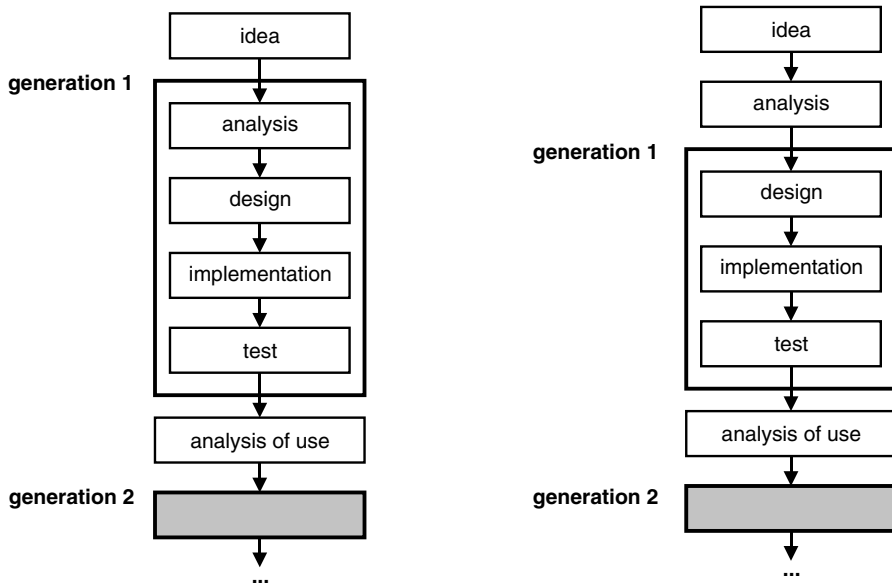 idea
generation 1
analysis
design
implementation
test
analysis of use
generation 2
...
idea
analysis
generation 1
design
implementation
test
analysis of use
generation 2
...